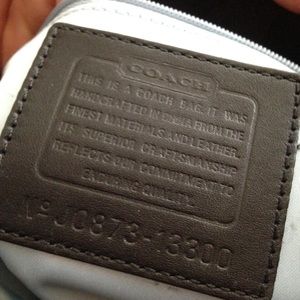 COACH
THIS IS A COACH BAG. IT WAS
HANDCRAFTED IN CHINA FROM THE
FINEST MATERIALS AND LEATHER.
ITS SUPERIOR CRAFTSMANSHIP
REFLECTS OUR COMMITMENT TO
ENDURING QUALITY.
Nº J0873-13300